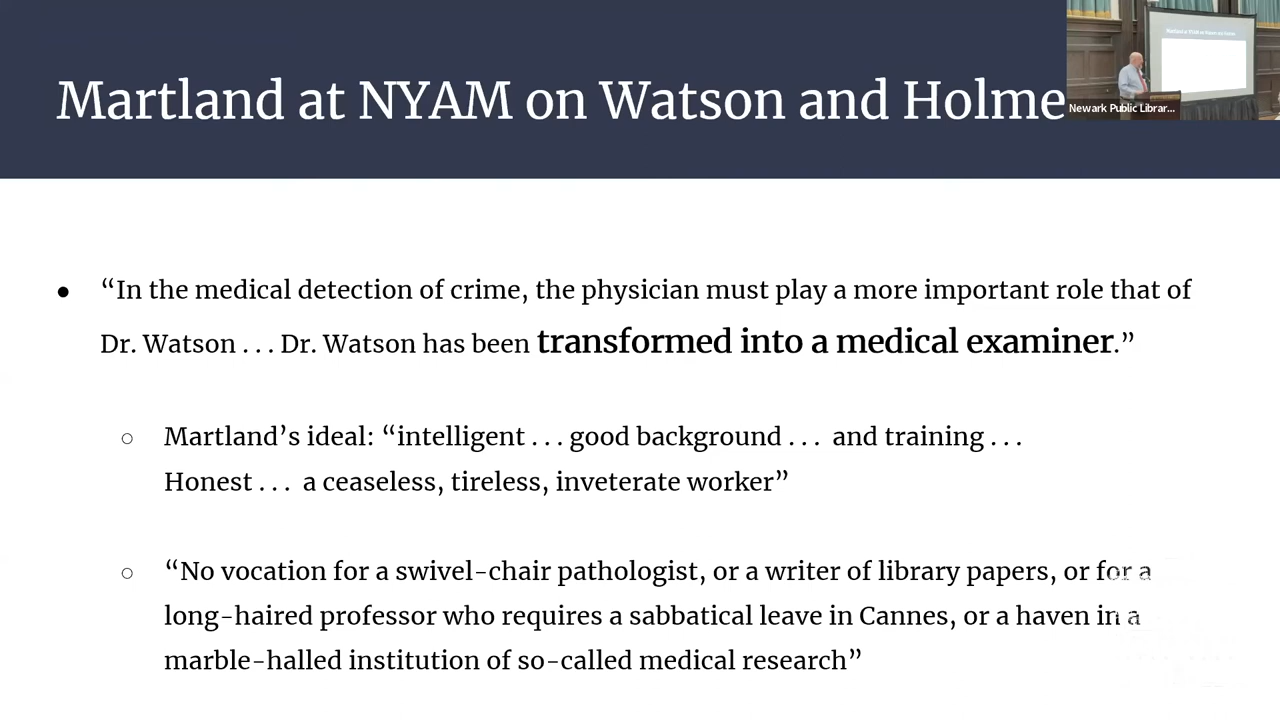 Martland at NYAM on Watson and Holme
Newark Public Librar...
• “In the medical detection of crime, the physician must play a more important role that of
Dr. Watson . . . Dr. Watson has been transformed into a medical examiner.”
○ Martland’s ideal: “intelligent . . . good background . . . and training . . .
Honest . . . a ceaseless, tireless, inveterate worker”
○ “No vocation for a swivel-chair pathologist, or a writer of library papers, or for a
long-haired professor who requires a sabbatical leave in Cannes, or a haven in a
marble-halled institution of so-called medical research”